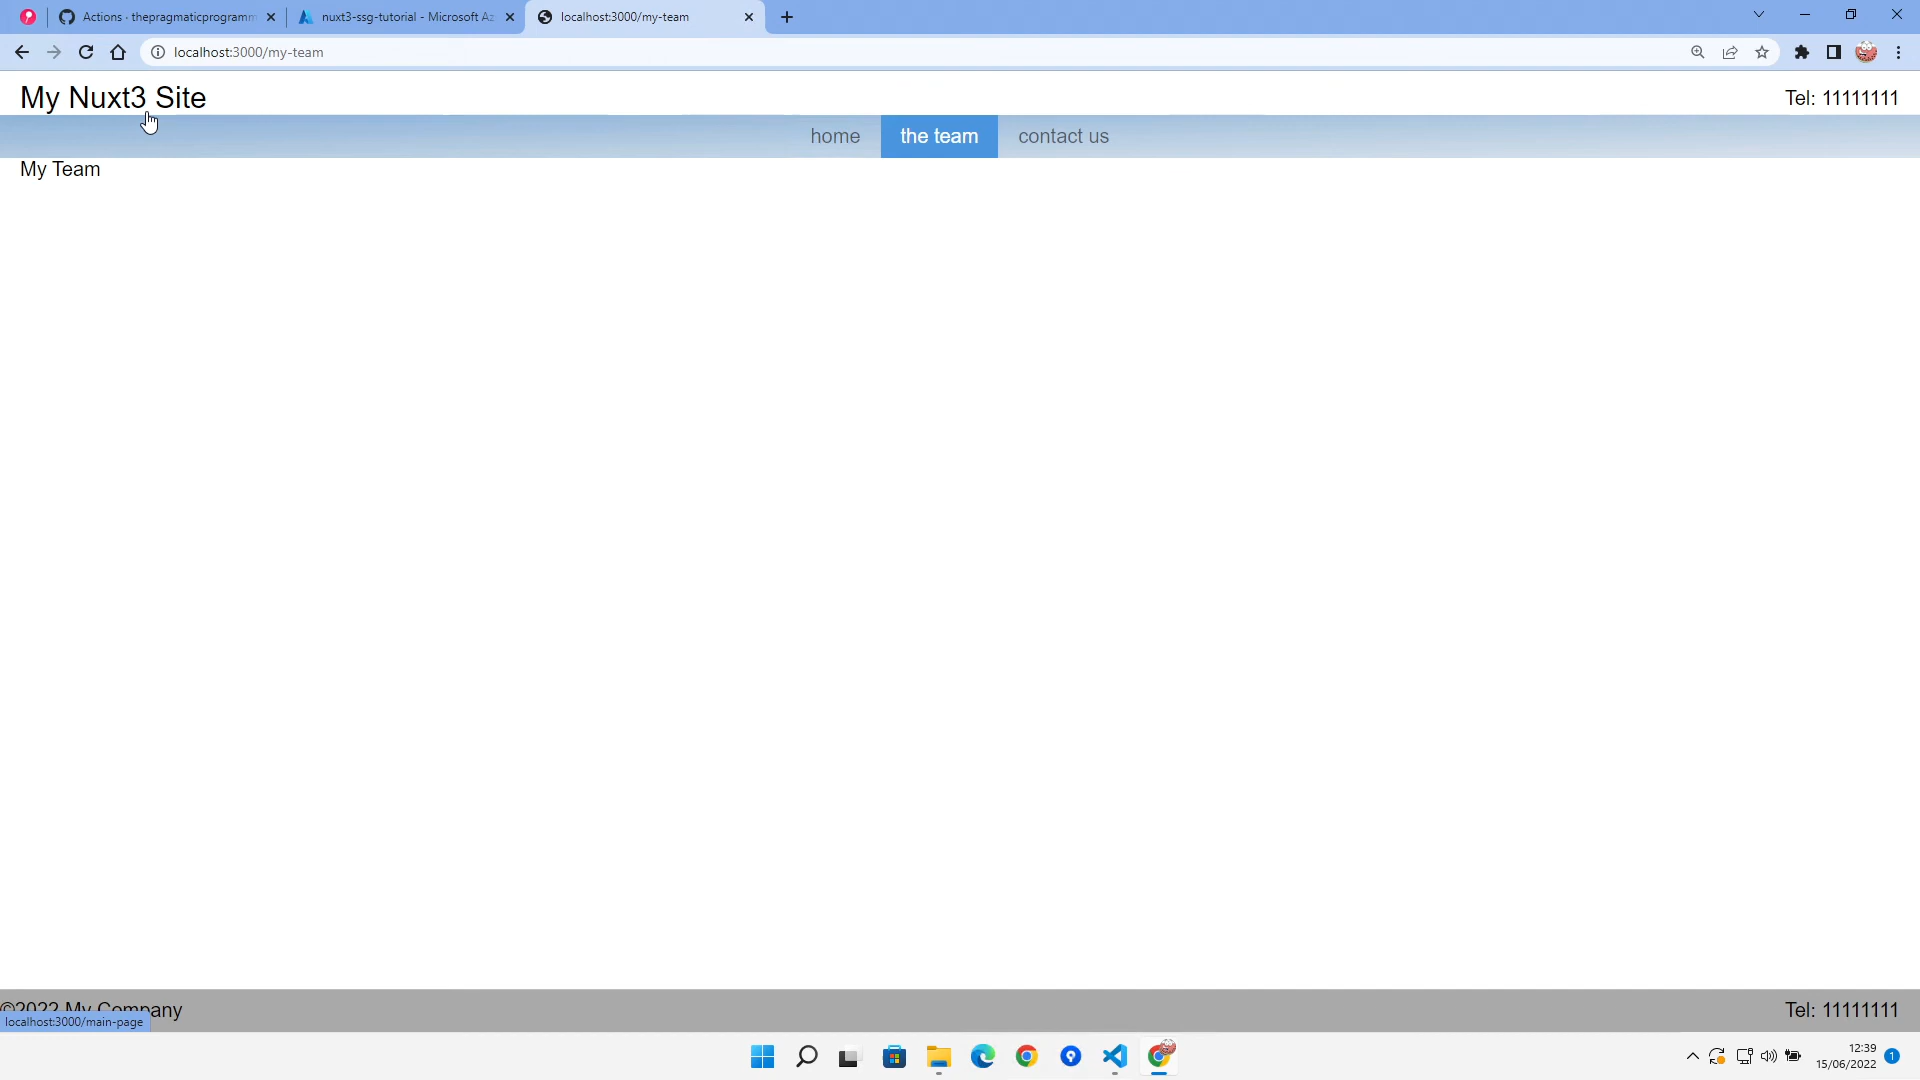 Actions · thepragmaticprogramm
nuxt3-ssg-tutorial - Microsoft Az
localhost:3000/my-team
localhost:3000/my-team
My Nuxt3 Site
Tel: 11111111
home
the team
contact us
My Team
©2022 My Company
Tel: 11111111
localhost:3000/main-page
12:39
15/06/2022
1